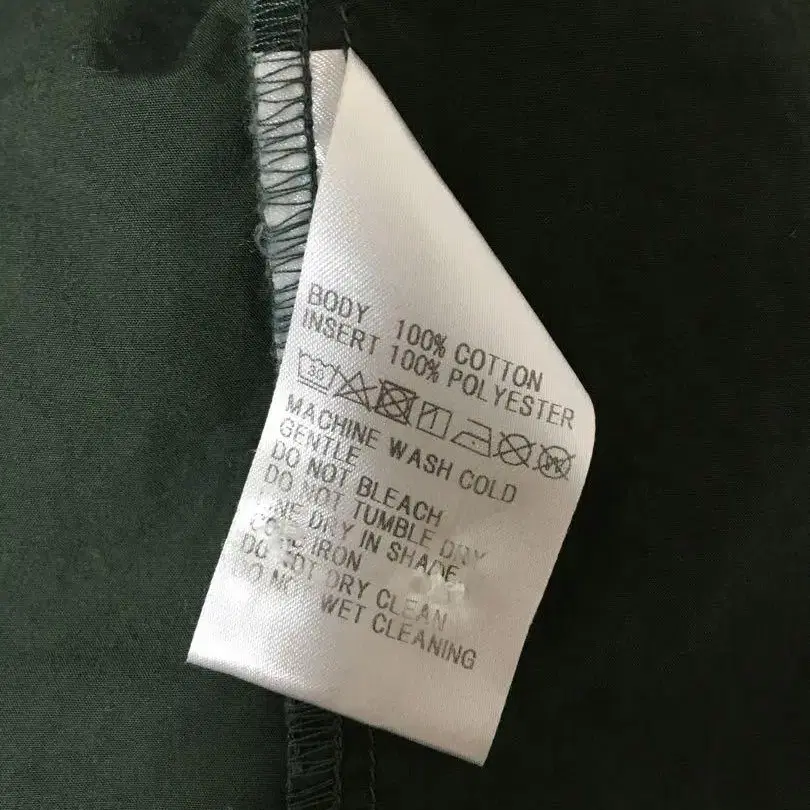 BODY 100% COTTON
INSERT 100% POLYESTER
30
MACHINE WASH COLD
GENTLE
DO NOT BLEACH
DO NOT TUMBLE DRY
DRY IN SHADE
IRON
DO DRY CLEAN
WET CLEANING